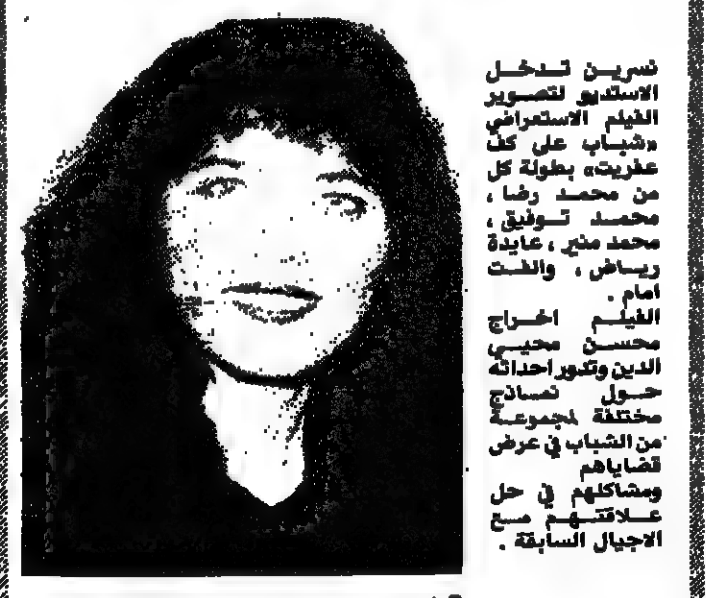 نسرين تدخل
الاستديو لتصوير
الفيلم الاستعراضي
«شباب على كف
عفريت» بطولة كل
من محمد رضا ،
محمد توفيق ،
محمد منير ، عايدة
رياض ، والفت
امام .
الفيلم اخراج
محسن محيي
الدين وتدور احداثه
حول نماذج
مختلفة لمجموعة
من الشباب في عرض
قضاياهم
ومشاكلهم في حل
علاقتهم مع
الاجيال السابقة .